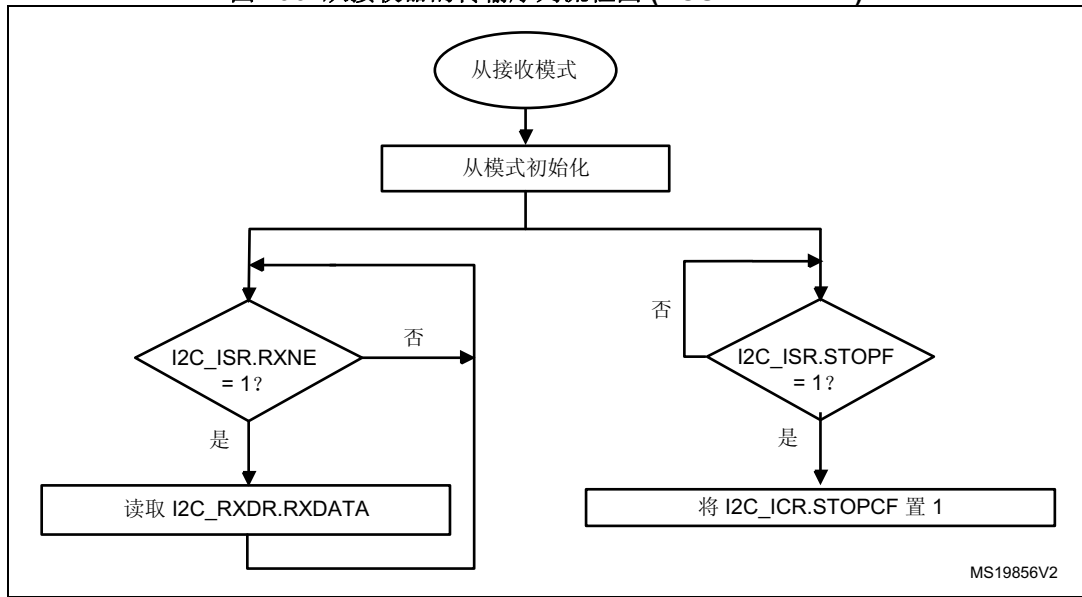 从接收模式
从模式初始化
否
I2C_ISR.RXNE
= 1?
是
读取 I2C_RXDR.RXDATA
否
I2C_ISR.STOPF
= 1?
是
将 I2C_ICR.STOPCF 置 1
MS19856V2